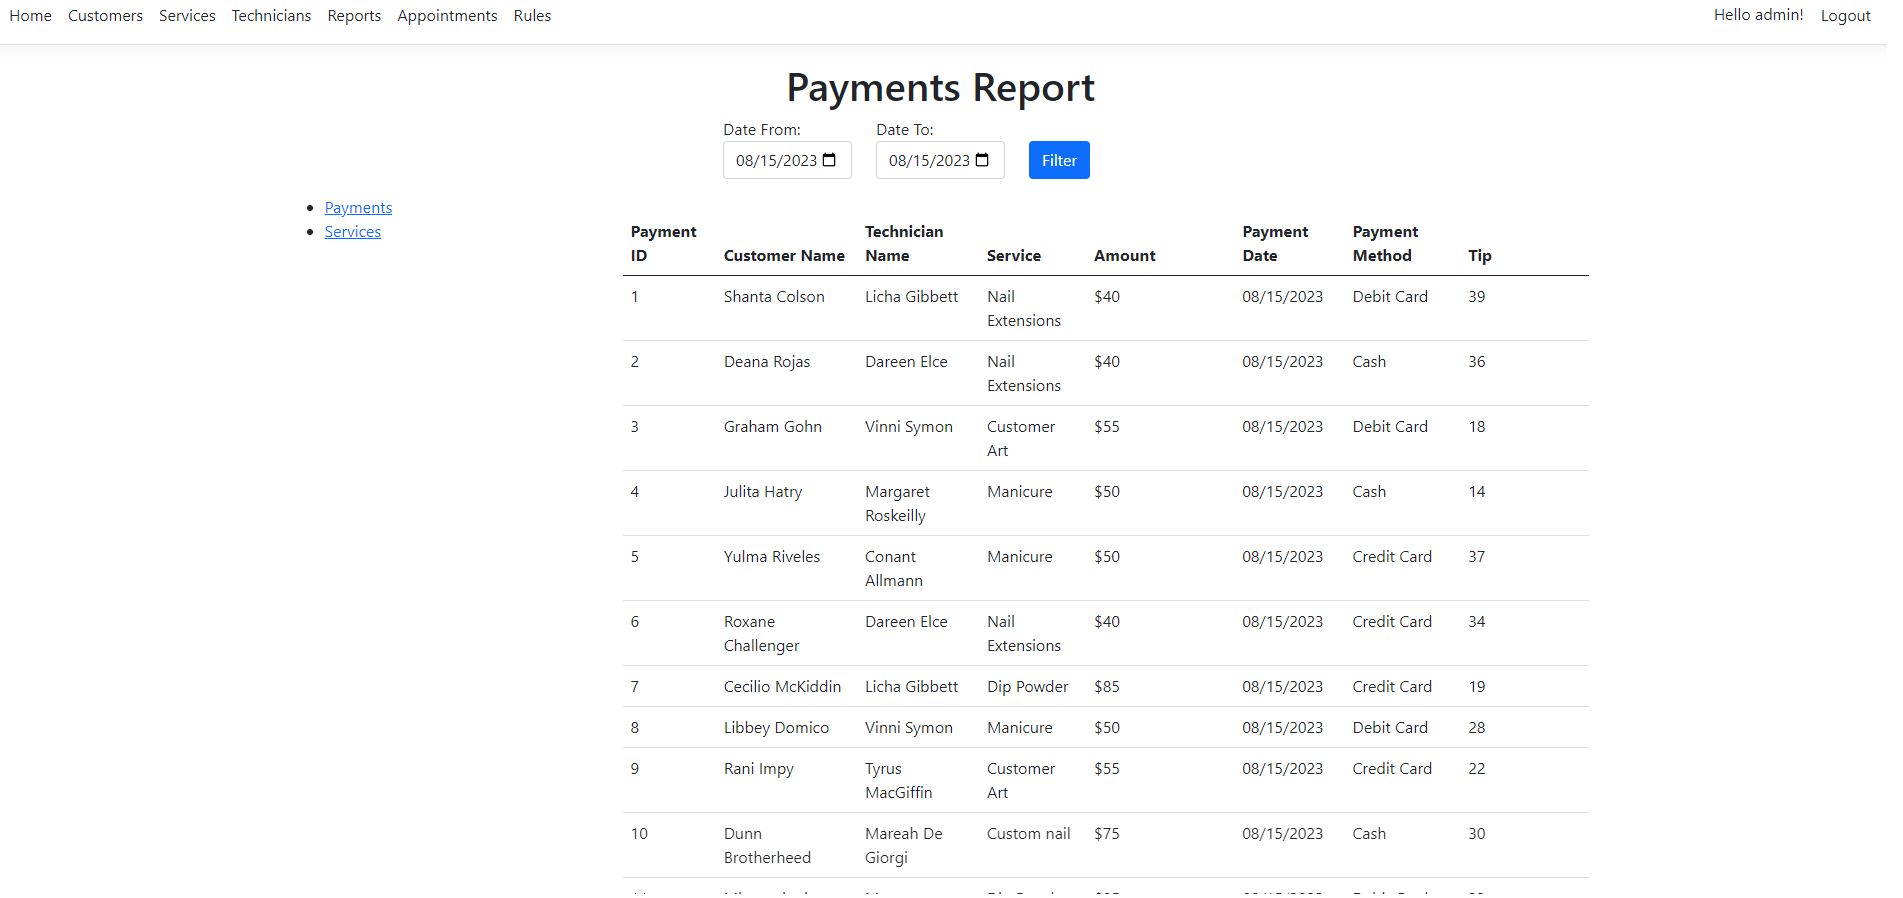 Home Customers Services Technicians Reports Appointments Rules Hello admin! Logout
Payments Report
Date From: Date To:
08/15/2023 08/15/2023 Filter
Payments
Services
Payment ID Customer Name Technician Name Service Amount Payment Date Payment Method Tip
1 Shanta Colson Licha Gibbett Nail Extensions $40 08/15/2023 Debit Card 39
2 Deana Rojas Dareen Elce Nail Extensions $40 08/15/2023 Cash 36
3 Graham Gohn Vinni Symon Customer Art $55 08/15/2023 Debit Card 18
4 Julita Hatry Margaret Roskeilly Manicure $50 08/15/2023 Cash 14
5 Yulma Riveles Conant Allmann Manicure $50 08/15/2023 Credit Card 37
6 Roxane Challenger Dareen Elce Nail Extensions $40 08/15/2023 Credit Card 34
7 Cecilio McKiddin Licha Gibbett Dip Powder $85 08/15/2023 Credit Card 19
8 Libbey Domico Vinni Symon Manicure $50 08/15/2023 Debit Card 28
9 Rani Impy Tyrus MacGiffin Customer Art $55 08/15/2023 Credit Card 22
10 Dunn Brotherheed Mareah De Giorgi Custom nail $75 08/15/2023 Cash 30